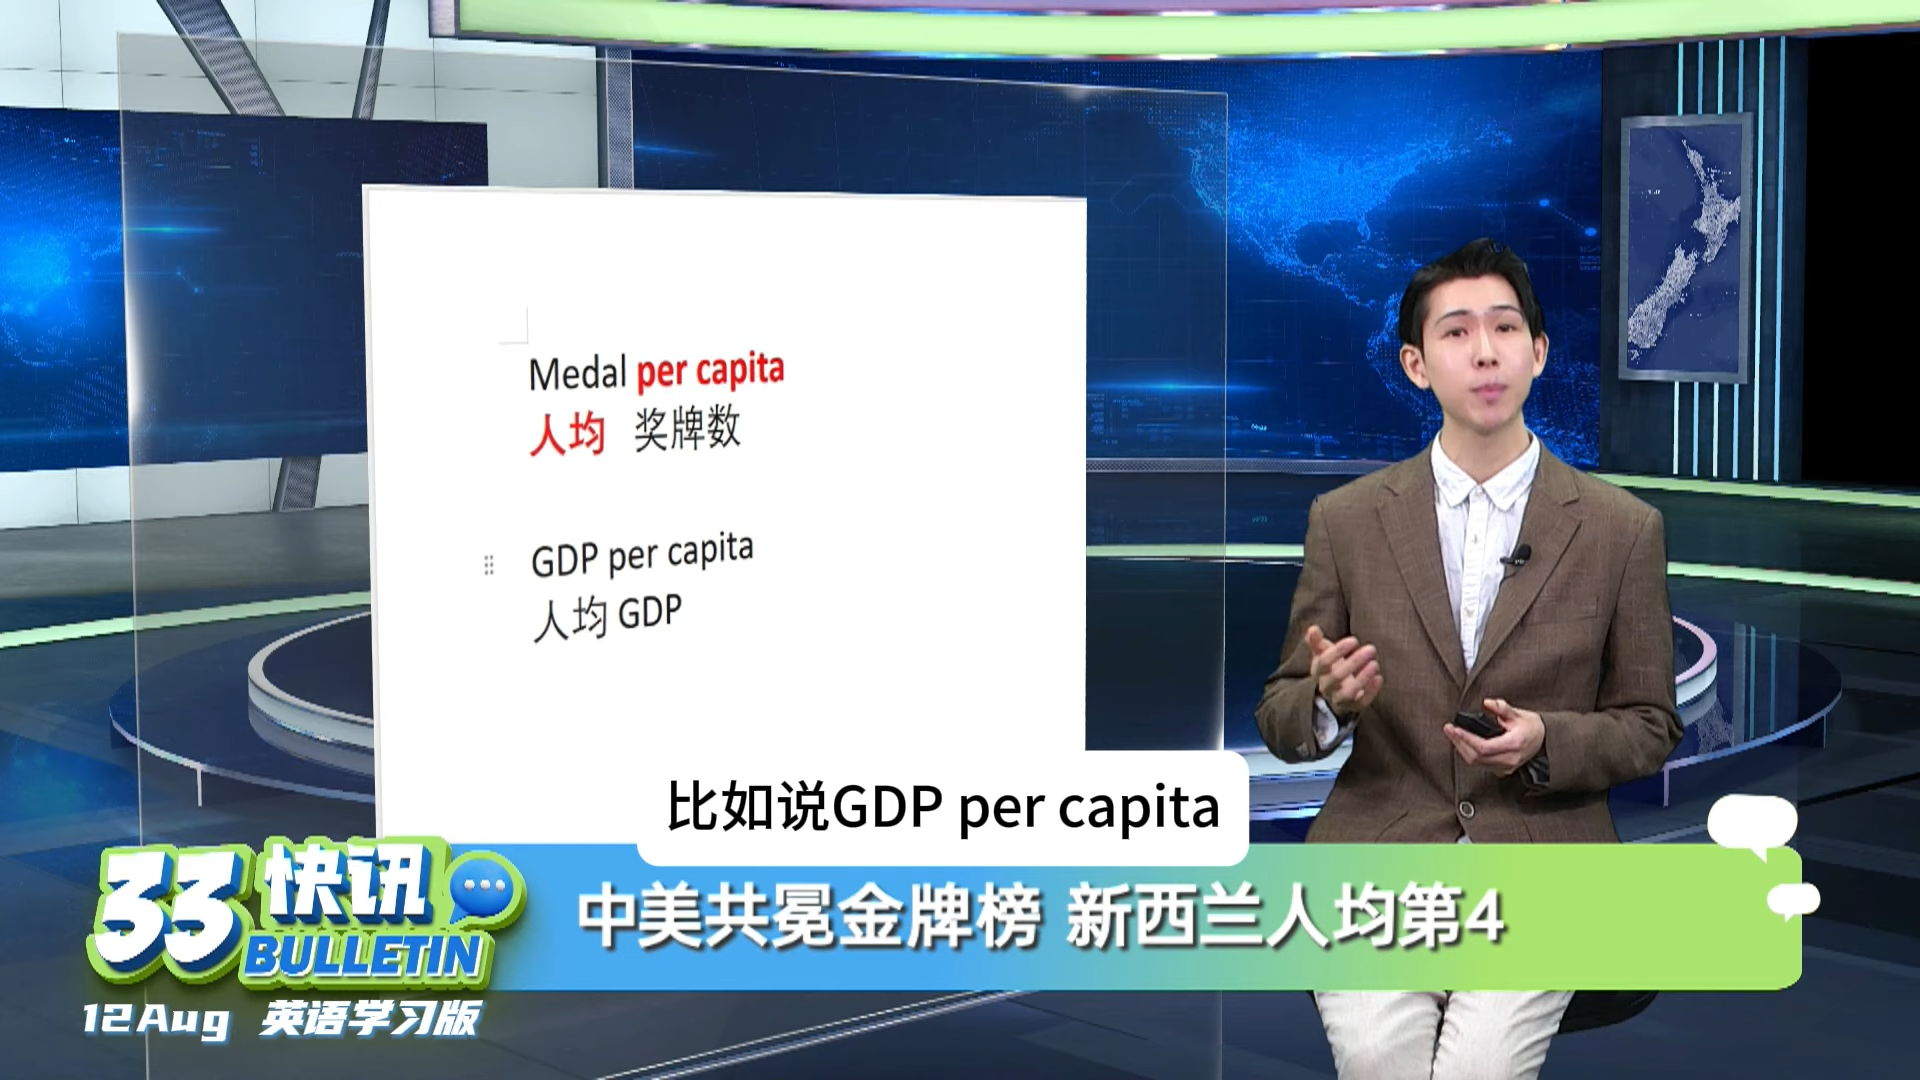 Medal per capita
人均 奖牌数
GDP per capita
人均 GDP
比如说GDP per capita
中美共冕金牌榜 新西兰人均第4
33快讯
BULLETIN
12 Aug 英语学习版